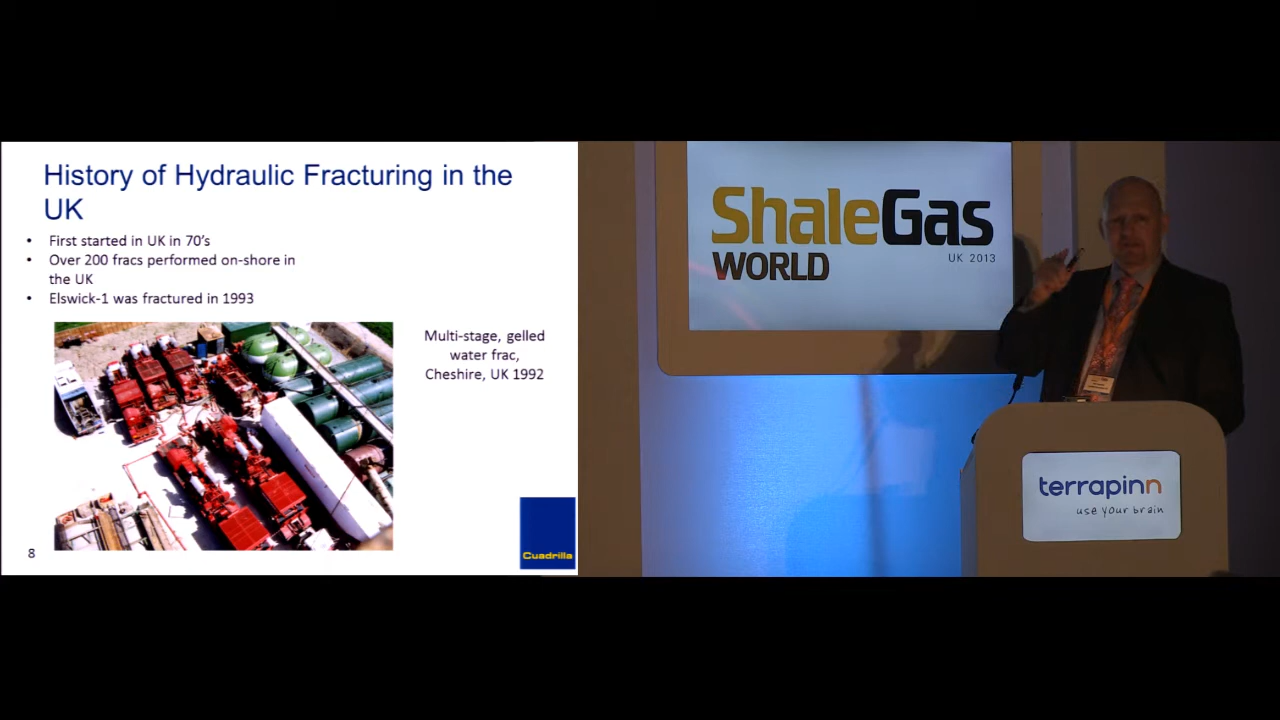 History of Hydraulic Fracturing in the
UK
• First started in UK in 70's
• Over 200 fracs performed on-shore in
the UK
• Elswick-1 was fractured in 1993
Multi-stage, gelled
water frac,
Cheshire, UK 1992
8
Cuadrilla
ShaleGas
WORLD
UK 2013
terrapinn
use your brain